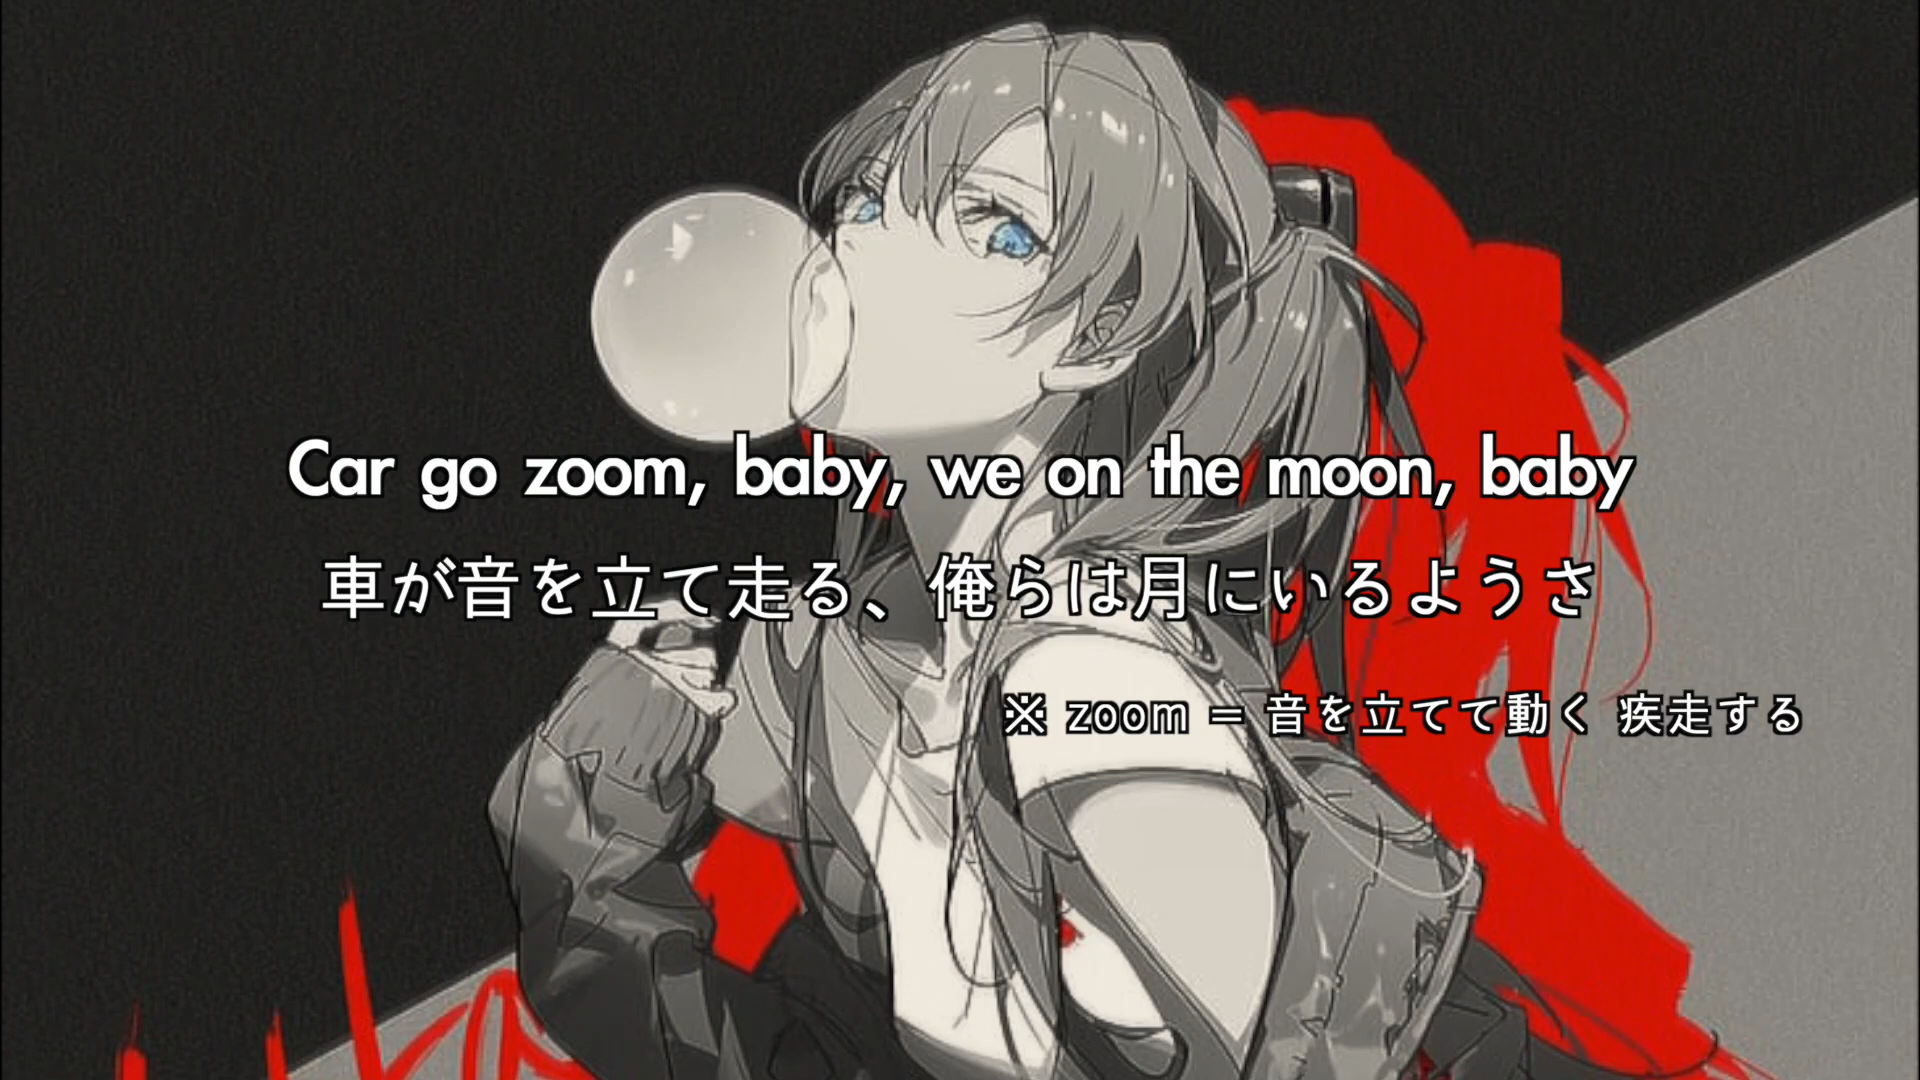 Car go zoom, baby, we on the moon, baby
車が音を立て走る、俺らは月にいるようさ
※ zoom = 音を立てて動く 疾走する